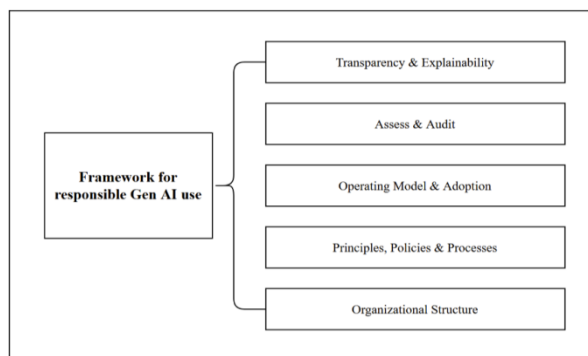 Transparency & Explainability
Assess & Audit
Framework for
responsible Gen AI use
Operating Model & Adoption
Principles, Policies & Processes
Organizational Structure